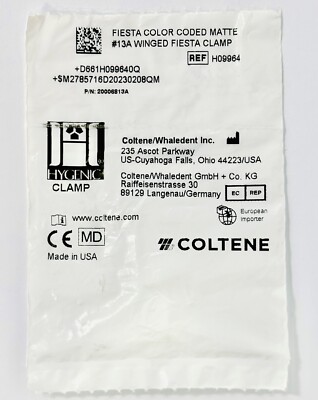 FIESTA COLOR CODED MATTE
#13A WINGED FIESTA CLAMP
REF H09964
+D661H099640Q
+$M2785716D20230208QM
P/N: 20006813A
H
HYGENIC®
CLAMP
Coltene/Whaledent Inc.
235 Ascot Parkway
US-Cuyahoga Falls, Ohio 44223/USA
Coltene/Whaledent GmbH + Co. KG
Raiffeisenstrasse 30
89129 Langenau/Germany
EC REP
www.coltene.com
European
Importer
CE MD
COLTENE
Made in USA